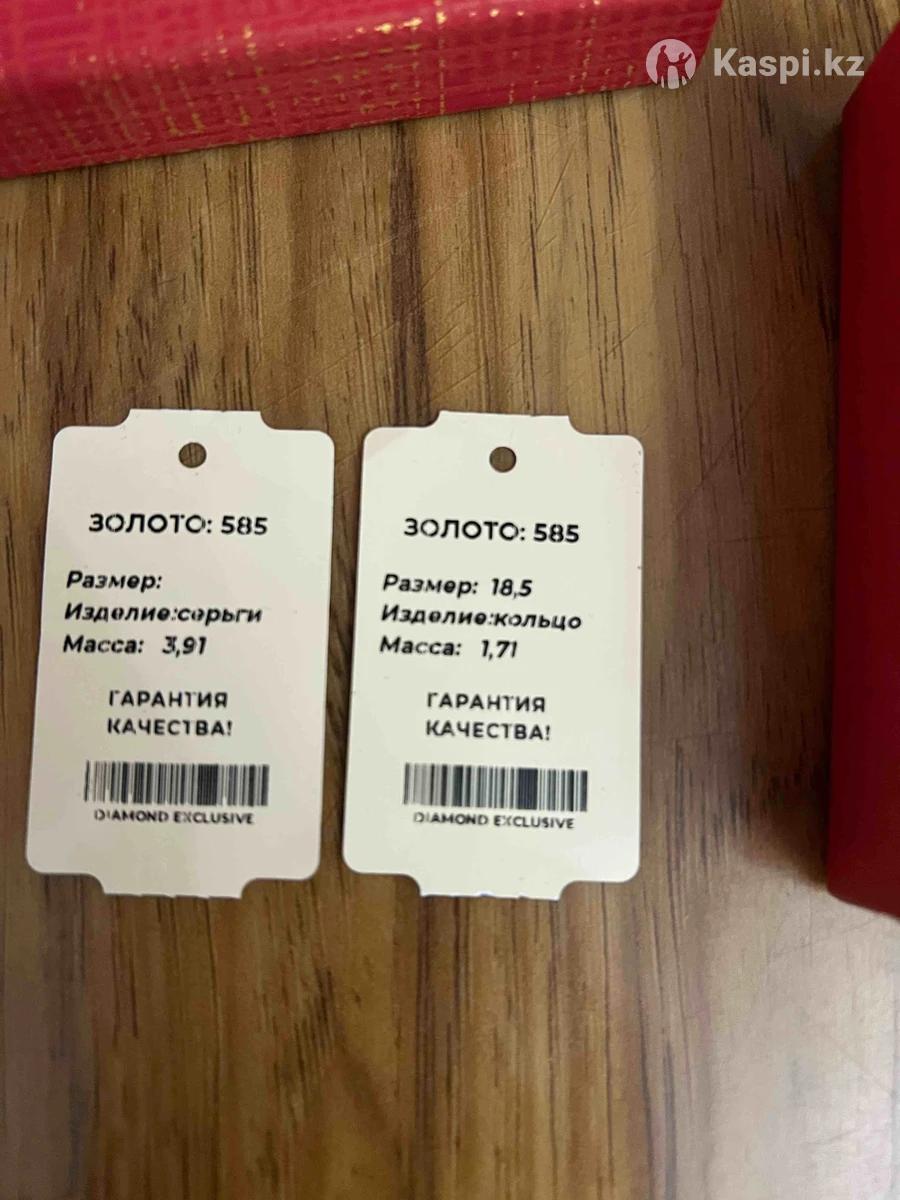 Kaspi.kz
ЗОЛОТО: 585
Размер:
Изделие:серьги
Масса: 3,91
ГАРАНТИЯ
КАЧЕСТВА!
DIAMOND EXCLUSIVE
ЗОЛОТО: 585
Размер: 18,5
Изделие:кольцо
Масса: 1,71
ГАРАНТИЯ
КАЧЕСТВА!
DIAMOND EXCLUSIVE